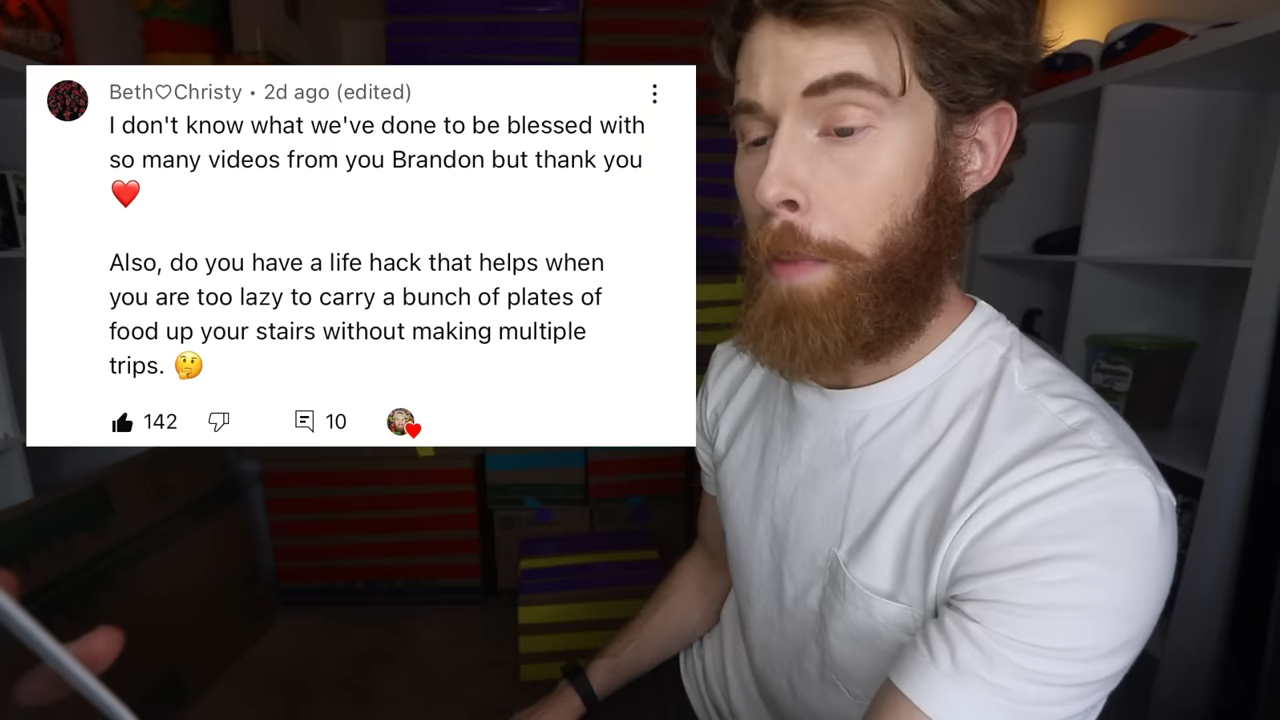 Beth♡Christy • 2d ago (edited)
I don't know what we've done to be blessed with
so many videos from you Brandon but thank you
❤️
Also, do you have a life hack that helps when
you are too lazy to carry a bunch of plates of
food up your stairs without making multiple
trips. 🤔
142 10